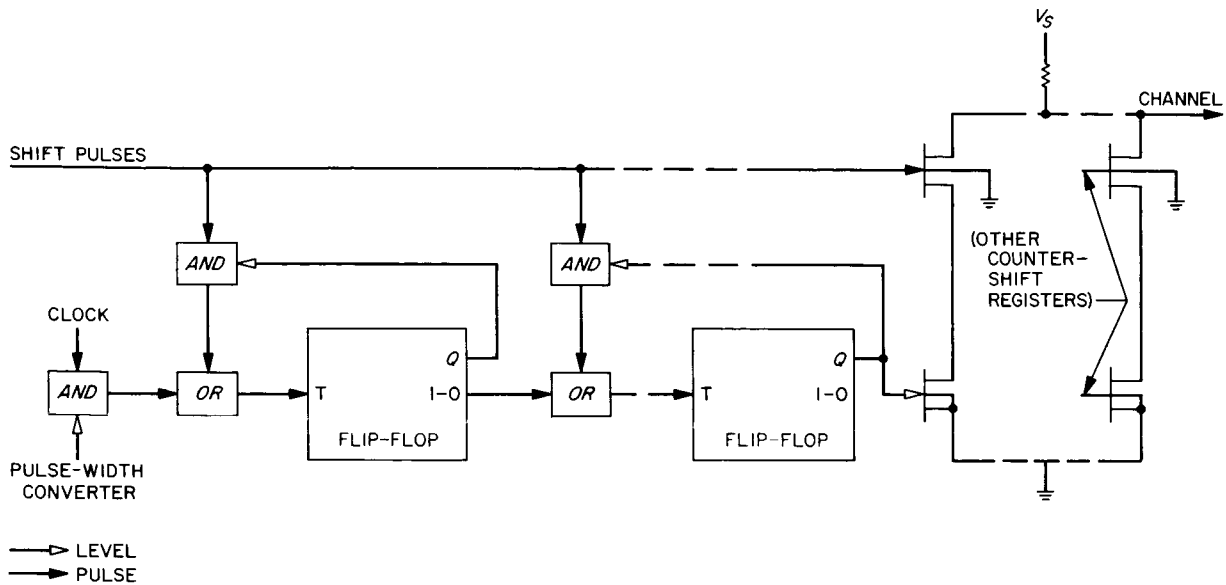 V_S
CHANNEL
SHIFT PULSES
(OTHER
COUNTER-
SHIFT
REGISTERS)
AND
AND
CLOCK
Q
Q
AND
OR
T
1-0
OR
T
1-0
FLIP-FLOP
FLIP-FLOP
PULSE-WIDTH
CONVERTER
LEVEL
PULSE